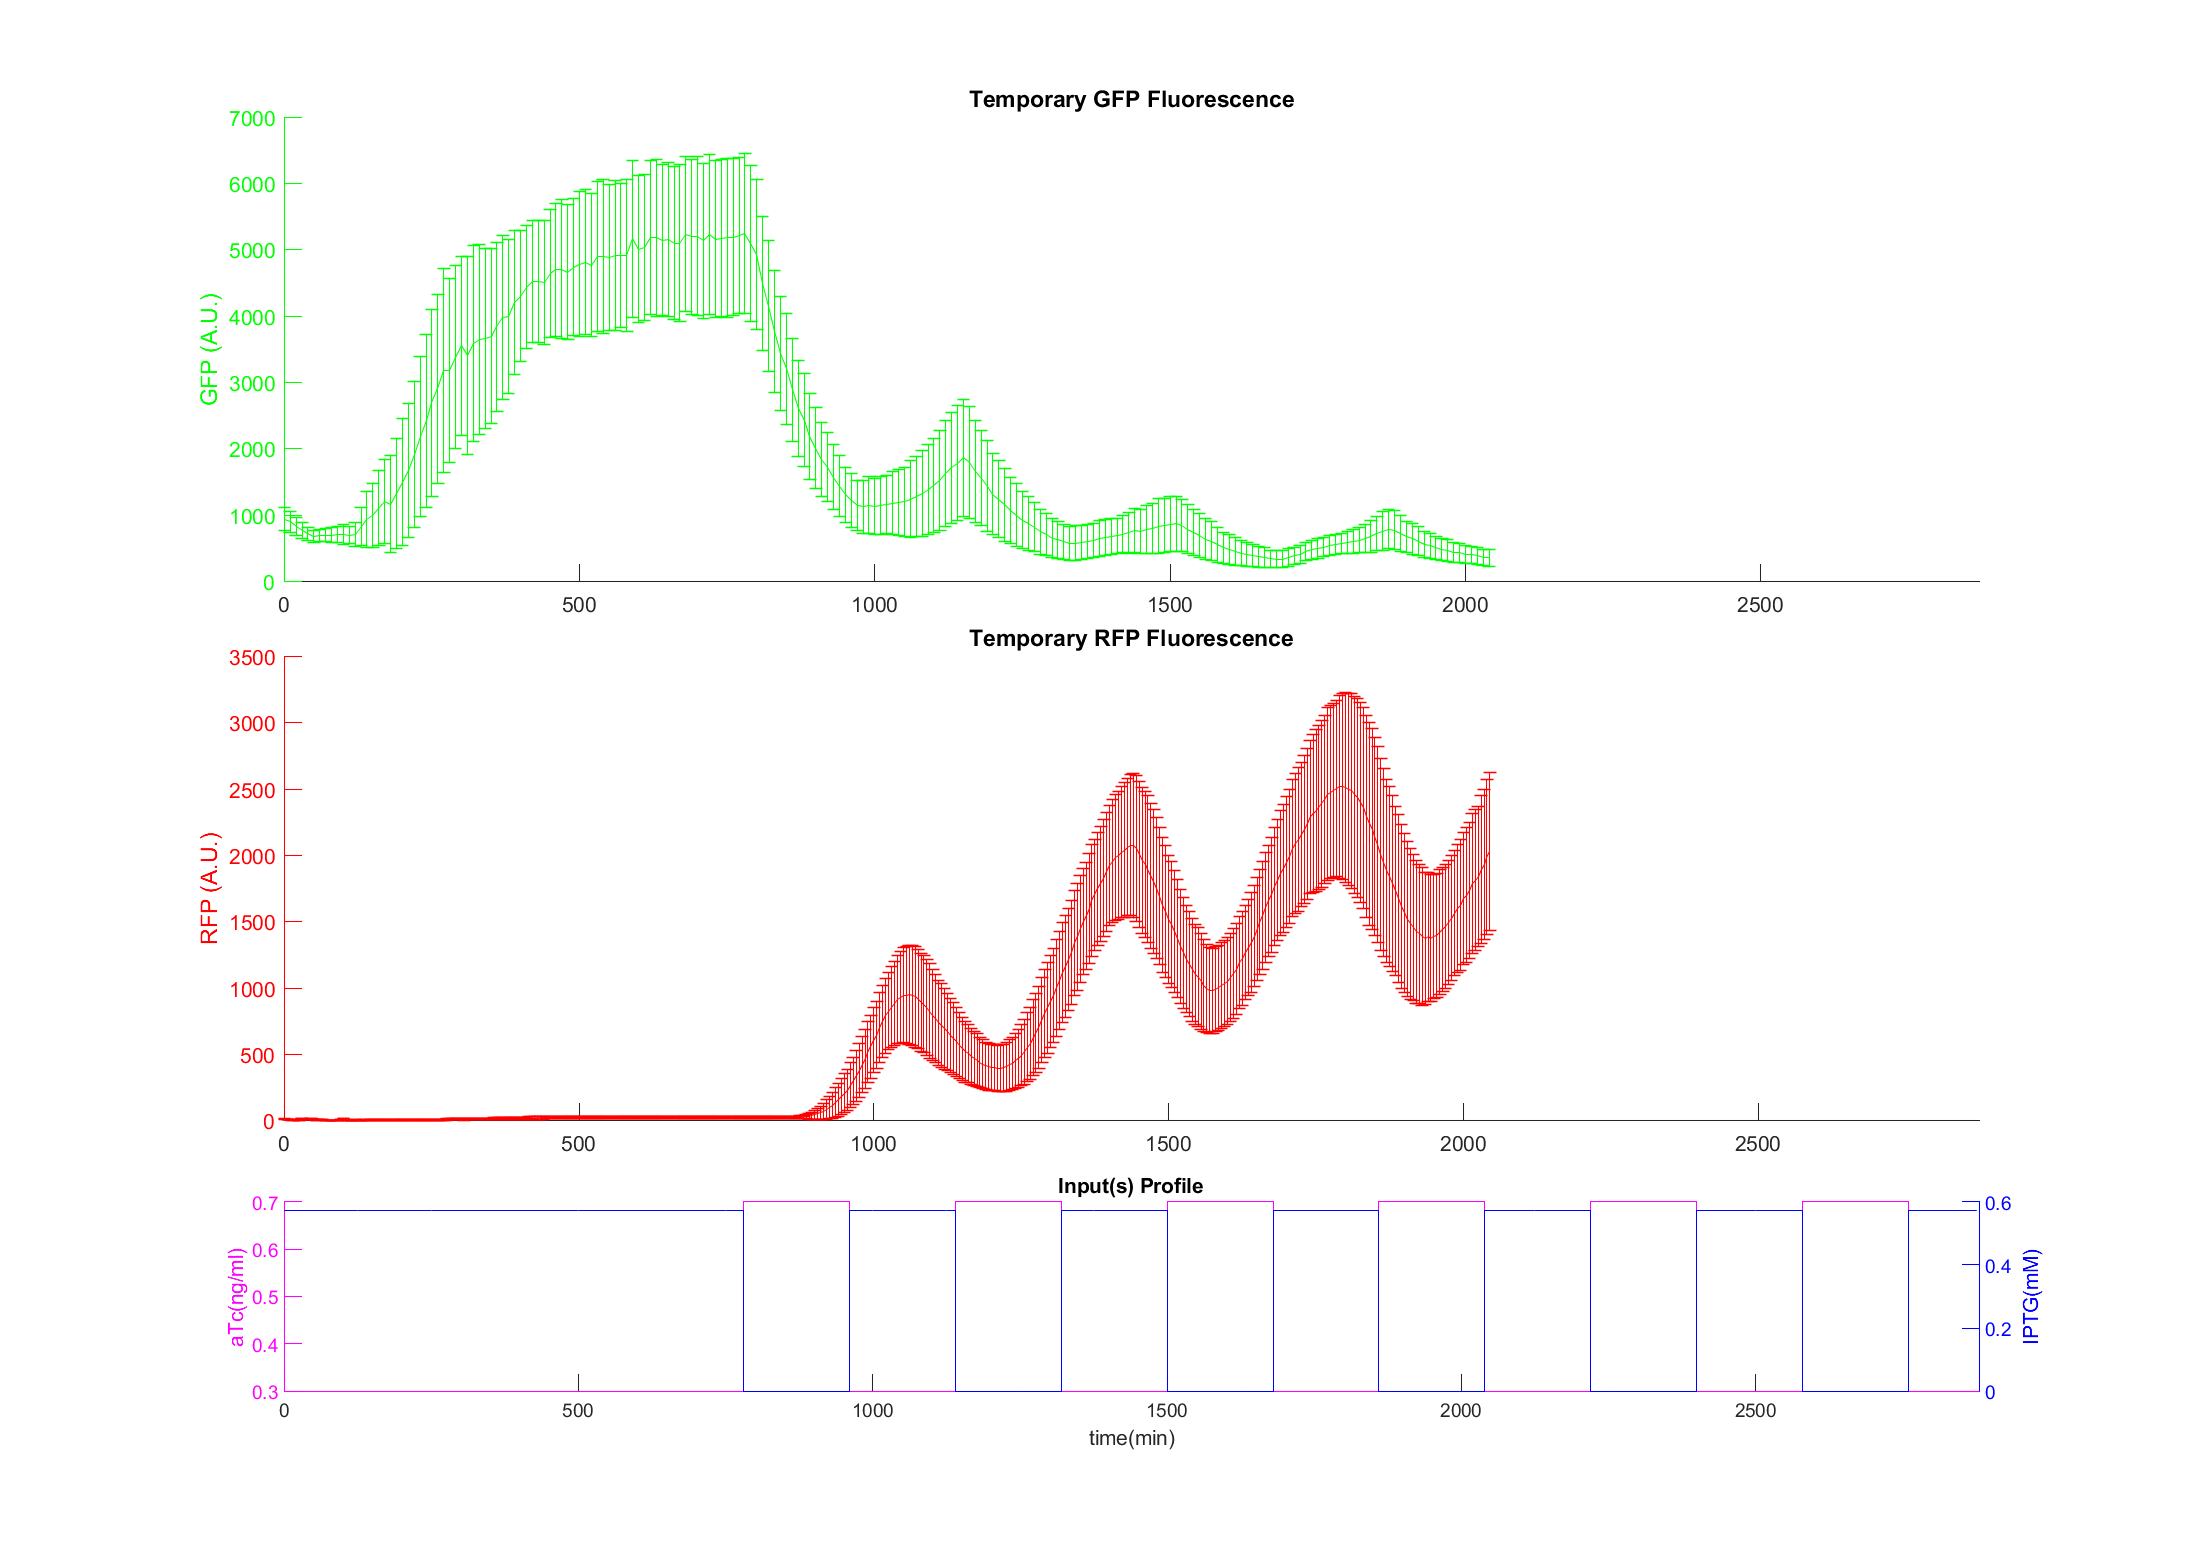 Temporary GFP Fluorescence
7000
6000
5000
4000
3000
2000
1000
0
GFP (A.U.)
0 500 1000 1500 2000 2500
Temporary RFP Fluorescence
3500
3000
2500
2000
1500
1000
500
0
RFP (A.U.)
0 500 1000 1500 2000 2500
Input(s) Profile
0.7
0.6
0.5
0.4
0.3
aTc(ng/ml)
0.6
0.4
0.2
0
IPTG(mM)
0 500 1000 1500 2000 2500
time(min)